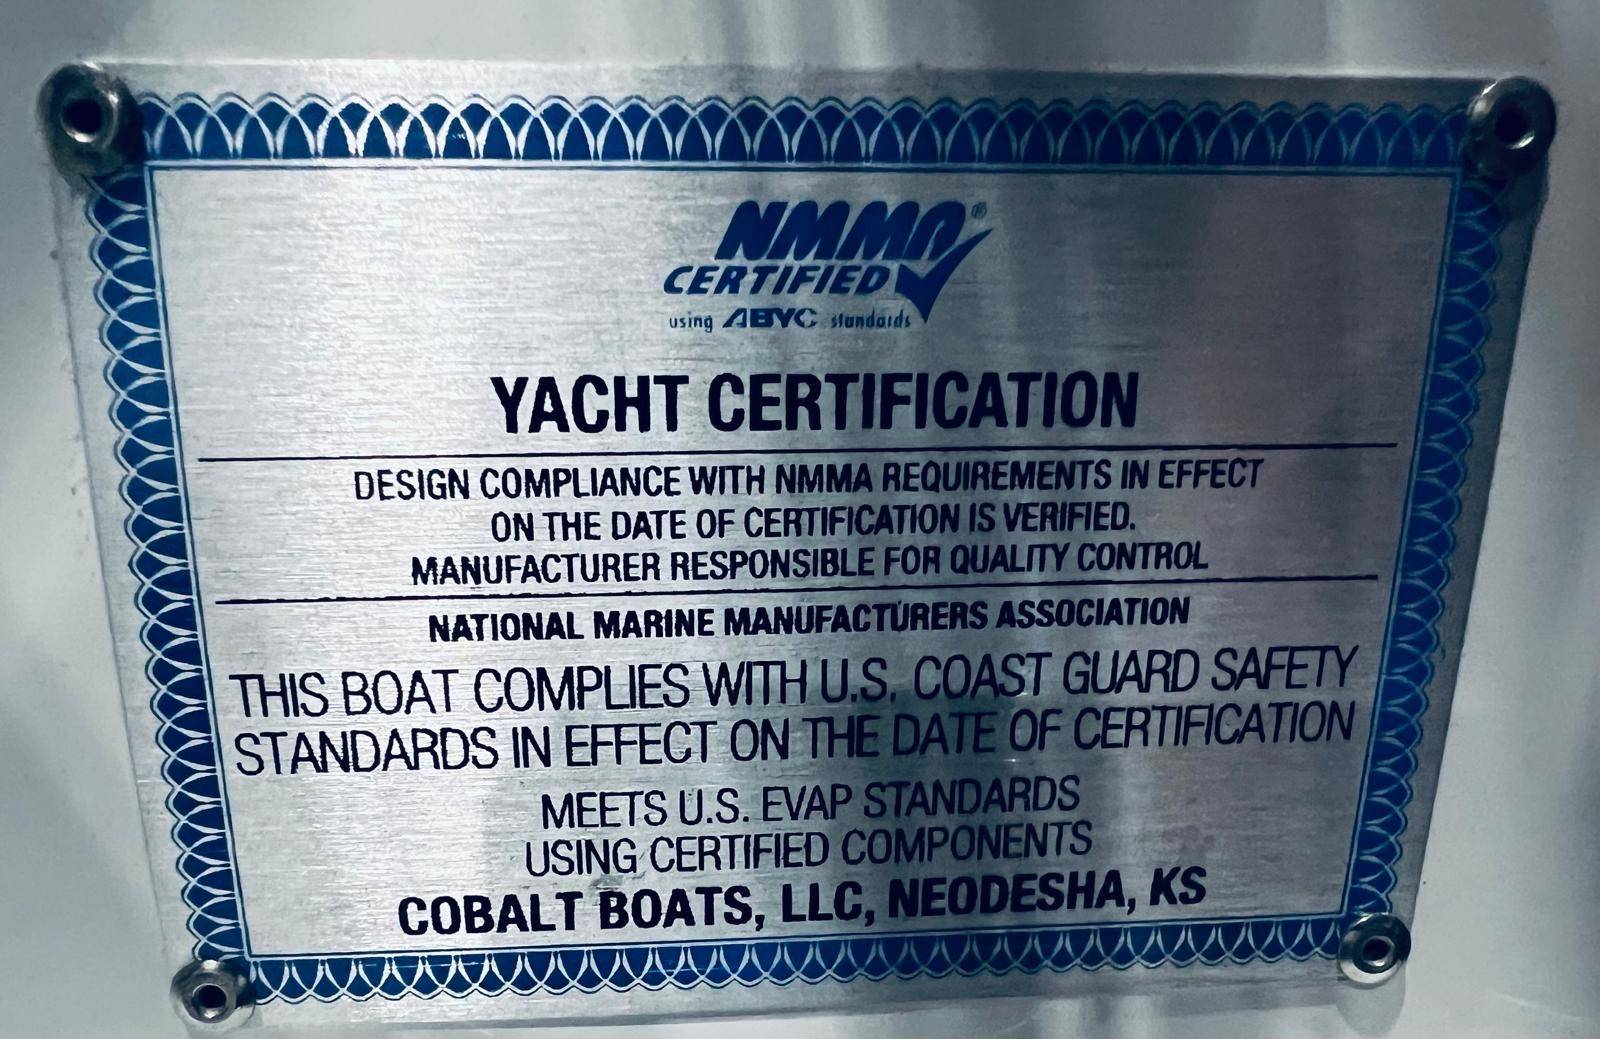 NMMA®
CERTIFIED
using ABYC standards
YACHT CERTIFICATION
DESIGN COMPLIANCE WITH NMMA REQUIREMENTS IN EFFECT
ON THE DATE OF CERTIFICATION IS VERIFIED.
MANUFACTURER RESPONSIBLE FOR QUALITY CONTROL
NATIONAL MARINE MANUFACTURERS ASSOCIATION
THIS BOAT COMPLIES WITH U.S. COAST GUARD SAFETY
STANDARDS IN EFFECT ON THE DATE OF CERTIFICATION
MEETS U.S. EVAP STANDARDS
USING CERTIFIED COMPONENTS
COBALT BOATS, LLC, NEODESHA, KS